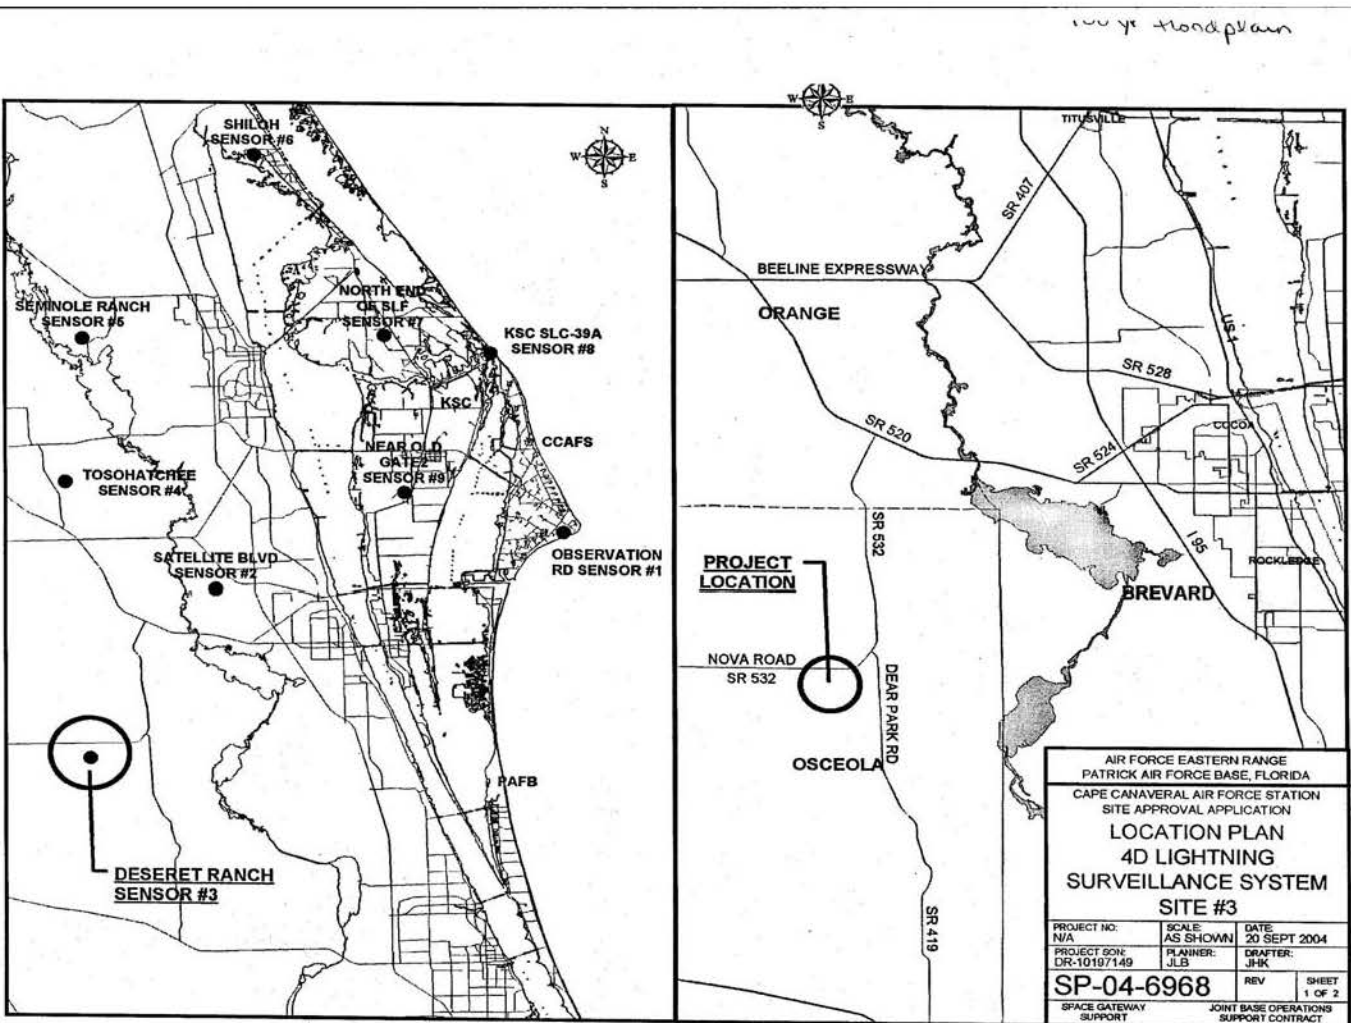 100 yr floodplain
N
W E
S
SHILOH
SENSOR #6
SEMINOLE RANCH
SENSOR #5
NORTH END
OF SLF
SENSOR #7
KSC SLC-39A
SENSOR #8
KSC
CCAFS
NEAR OLD
GATE2
SENSOR #9
TOSOHATCHEE
SENSOR #4
SATELLITE BLVD
SENSOR #2
OBSERVATION
RD SENSOR #1
PAFB
DESERET RANCH
SENSOR #3
W E
S
TITUSVILLE
SR 407
BEELINE EXPRESSWAY
ORANGE
US 1
SR 528
SR 520
SR 524
COCOA
SR 532
I 95
ROCKLEDGE
PROJECT
LOCATION
BREVARD
NOVA ROAD
SR 532
DEAR PARK RD
OSCEOLA
SR 419
AIR FORCE EASTERN RANGE
PATRICK AIR FORCE BASE, FLORIDA
CAPE CANAVERAL AIR FORCE STATION
SITE APPROVAL APPLICATION
LOCATION PLAN
4D LIGHTNING
SURVEILLANCE SYSTEM
SITE #3
PROJECT NO: SCALE: DATE:
N/A AS SHOWN 20 SEPT 2004
PROJECT SON: PLANNER: DRAFTER:
DR-10197149 JLB JHK
SP-04-6968 REV SHEET
1 OF 2
SPACE GATEWAY JOINT BASE OPERATIONS
SUPPORT SUPPORT CONTRACT